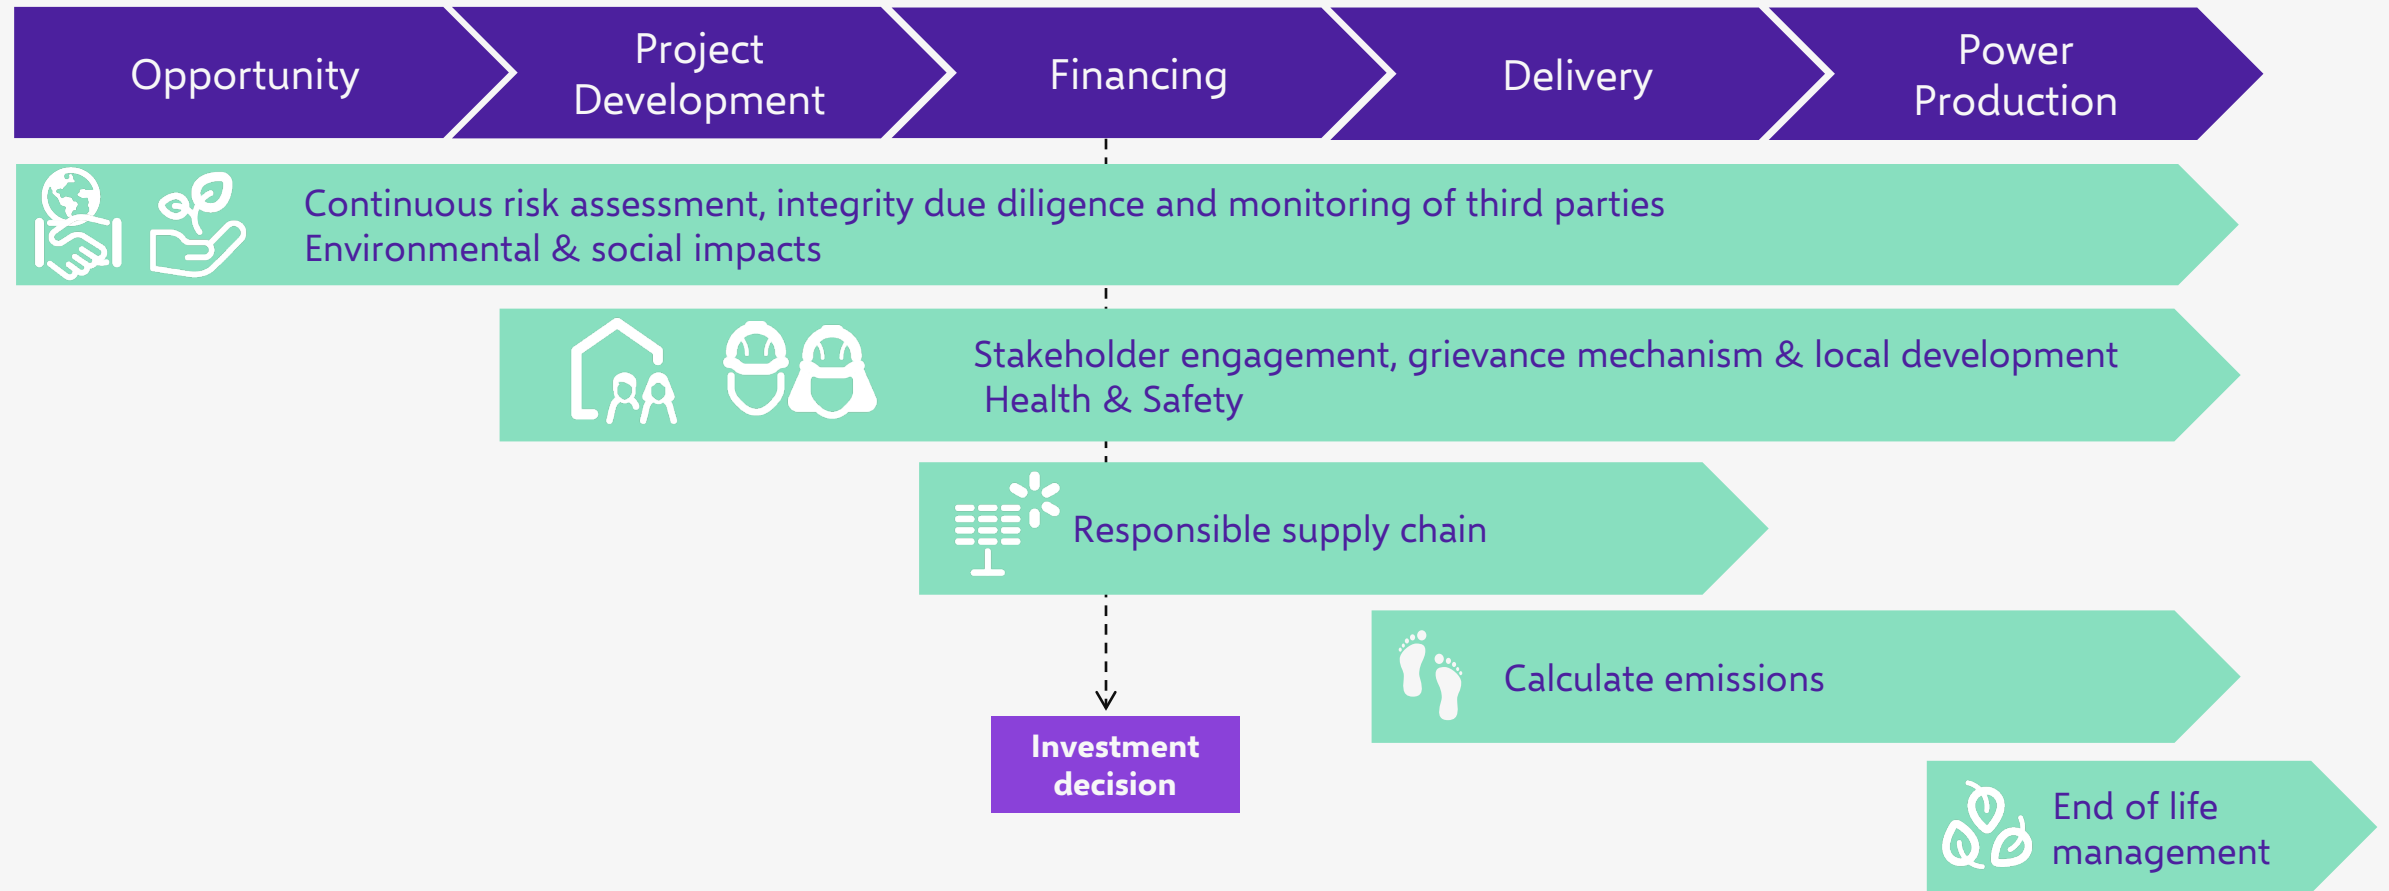 Opportunity
Project
Development
Financing
Delivery
Power
Production
Continuous risk assessment, integrity due diligence and monitoring of third parties
Environmental & social impacts
Stakeholder engagement, grievance mechanism & local development
Health & Safety
Responsible supply chain
Calculate emissions
Investment
decision
End of life
management